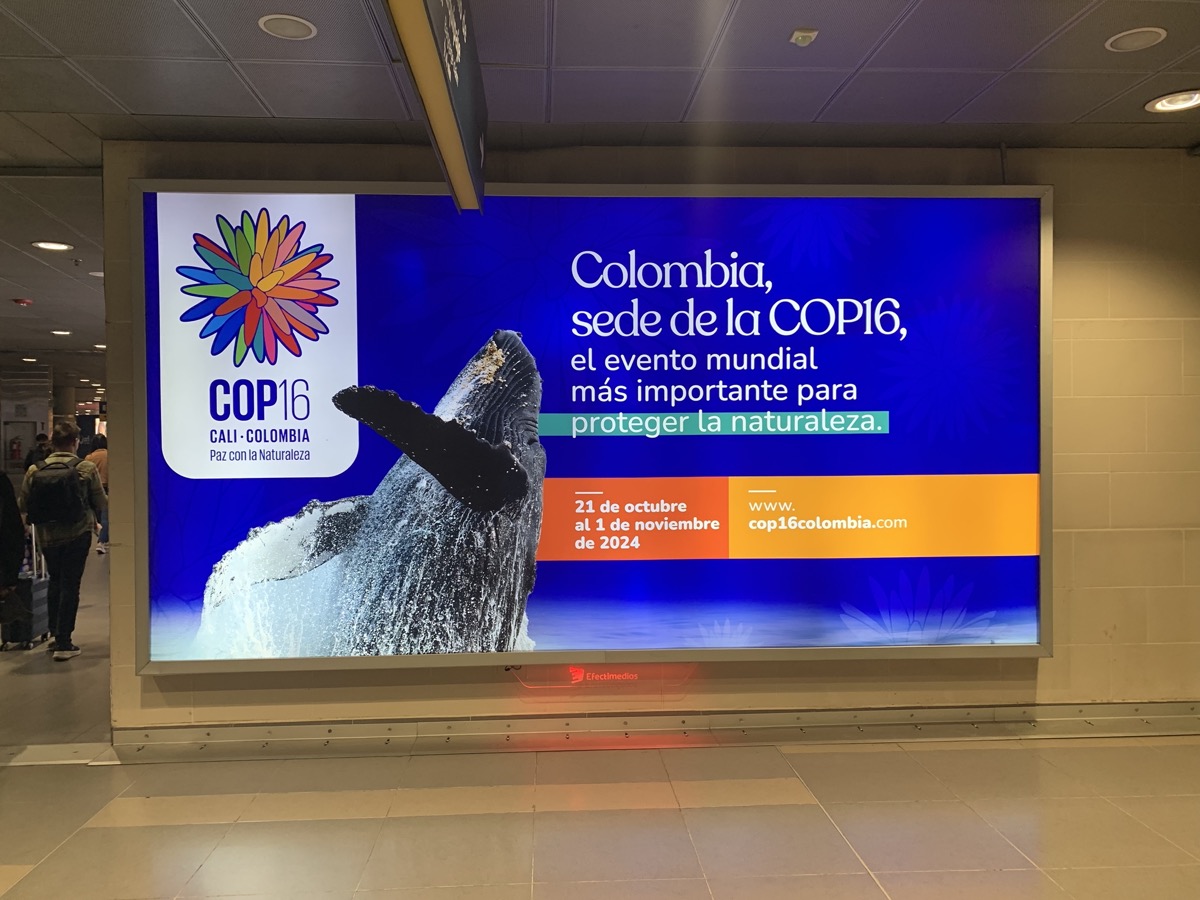 COP16
CALI · COLOMBIA
Paz con la Naturaleza
Colombia,
sede de la COP16,
el evento mundial
más importante para
proteger la naturaleza.
21 de octubre
al 1 de noviembre
de 2024
www.
cop16colombia.com
Efectimedios